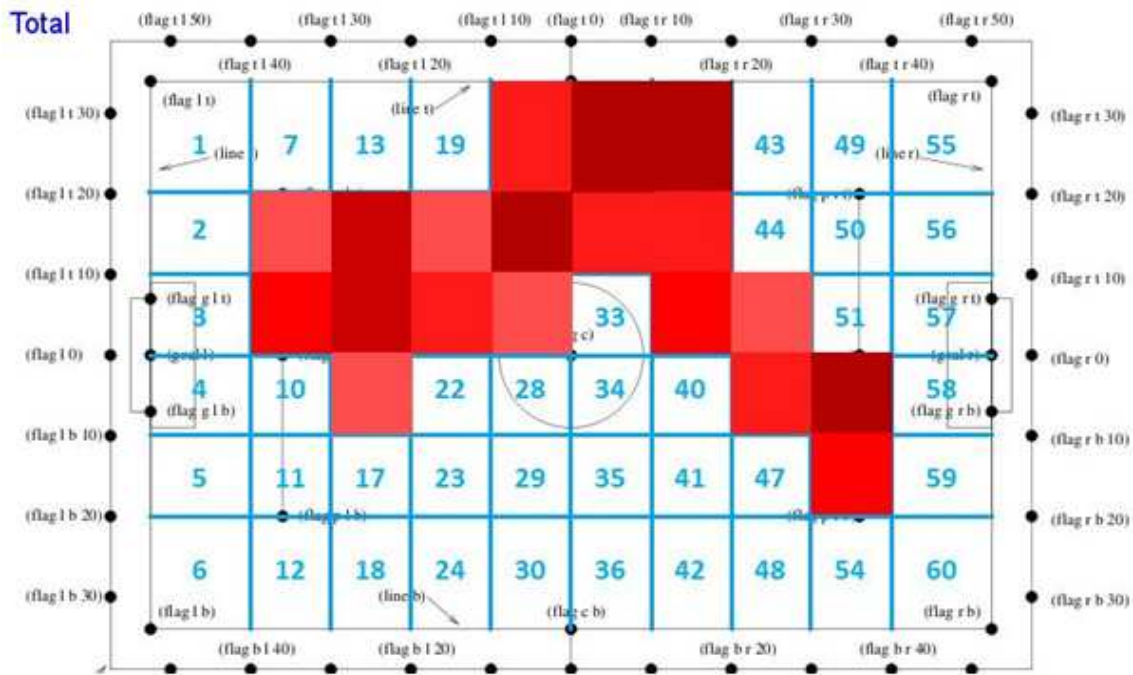 Total
(flag t l 50) (flag t l 30) (flag t l 10) (flag t 0) (flag t r 10) (flag t r 30) (flag t r 50)
(flag t l 40) (flag t l 20) (flag t r 20) (flag t r 40)
(flag l t) (line t) (flag r t)
(flag l t 30) (flag r t 30)
1 7 13 19 43 49 55
(line r)
(flag l t 20) (flag r t 20)
2 44 50 56
(flag l t 10) (flag r t 10)
(flag g l t) (flag g r t)
3 33 51 57
(flag l 0) (flag r 0)
4 10 22 28 34 40 58
(flag g l b) (flag g r b)
(flag l b 10) (flag r b 10)
5 11 17 23 29 35 41 47 59
(flag l b 20) (flag r b 20)
6 12 18 24 30 36 42 48 54 60
(flag l b 30) (line b) (flag r b 30)
(flag l b) (flag c b) (flag r b)
(flag b l 40) (flag b l 20) (flag b r 20) (flag b r 40)